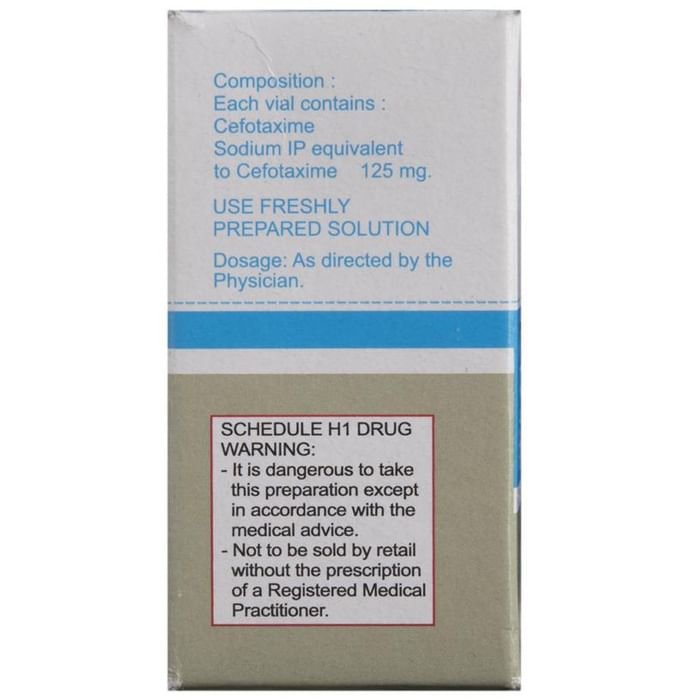 Composition :
Each vial contains :
Cefotaxime
Sodium IP equivalent
to Cefotaxime 125 mg.
USE FRESHLY
PREPARED SOLUTION
Dosage: As directed by the
Physician.
SCHEDULE H1 DRUG
WARNING:
- It is dangerous to take
this preparation except
in accordance with the
medical advice.
- Not to be sold by retail
without the prescription
of a Registered Medical
Practitioner.